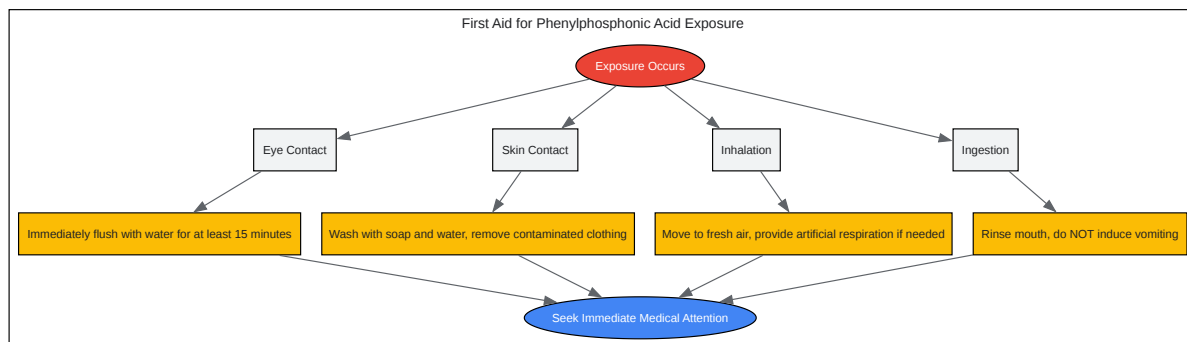 First Aid for Phenylphosphonic Acid Exposure
Exposure Occurs
Eye Contact
Skin Contact
Inhalation
Ingestion
Immediately flush with water for at least 15 minutes
Wash with soap and water, remove contaminated clothing
Move to fresh air, provide artificial respiration if needed
Rinse mouth, do NOT induce vomiting
Seek Immediate Medical Attention